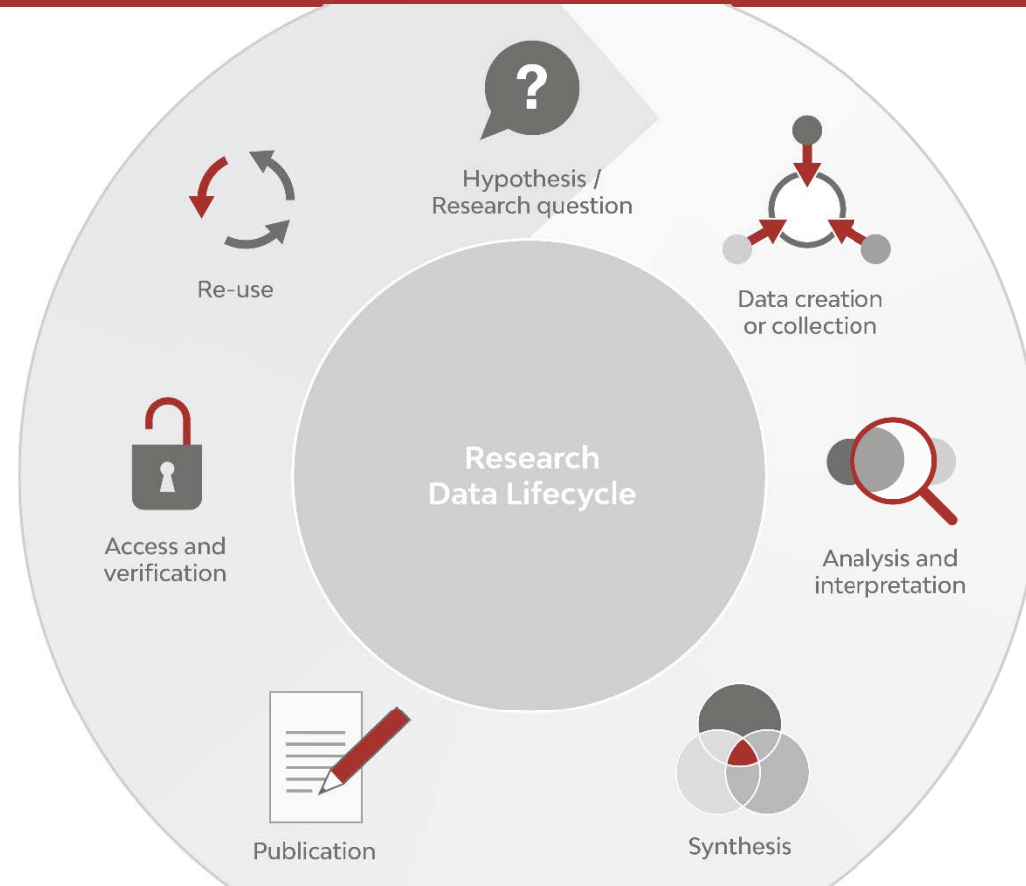 ?
Hypothesis /
Research question
Data creation
or collection
Analysis and
interpretation
Synthesis
Publication
Access and
verification
Re-use
Research
Data Lifecycle